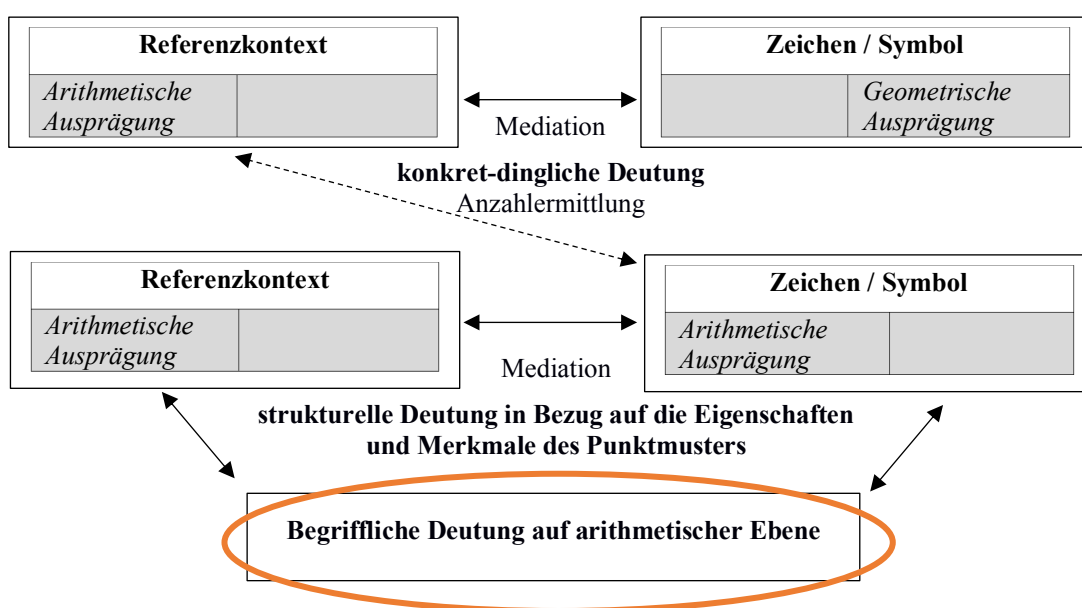 Referenzkontext
Zeichen / Symbol
Arithmetische
Ausprägung
Geometrische
Ausprägung
Mediation
konkret-dingliche Deutung
Anzahlermittlung
Referenzkontext
Zeichen / Symbol
Arithmetische
Ausprägung
Arithmetische
Ausprägung
Mediation
strukturelle Deutung in Bezug auf die Eigenschaften
und Merkmale des Punktmusters
Begriffliche Deutung auf arithmetischer Ebene